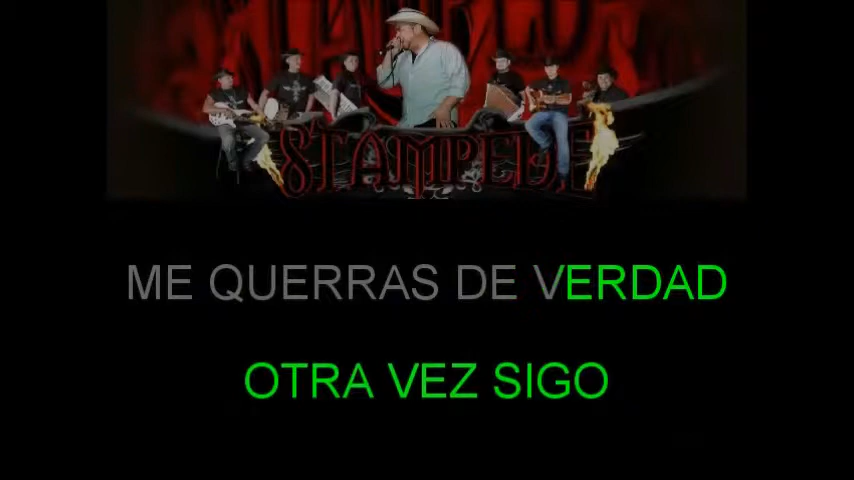 STAMPEDE
ME QUERRAS DE VERDAD
OTRA VEZ SIGO